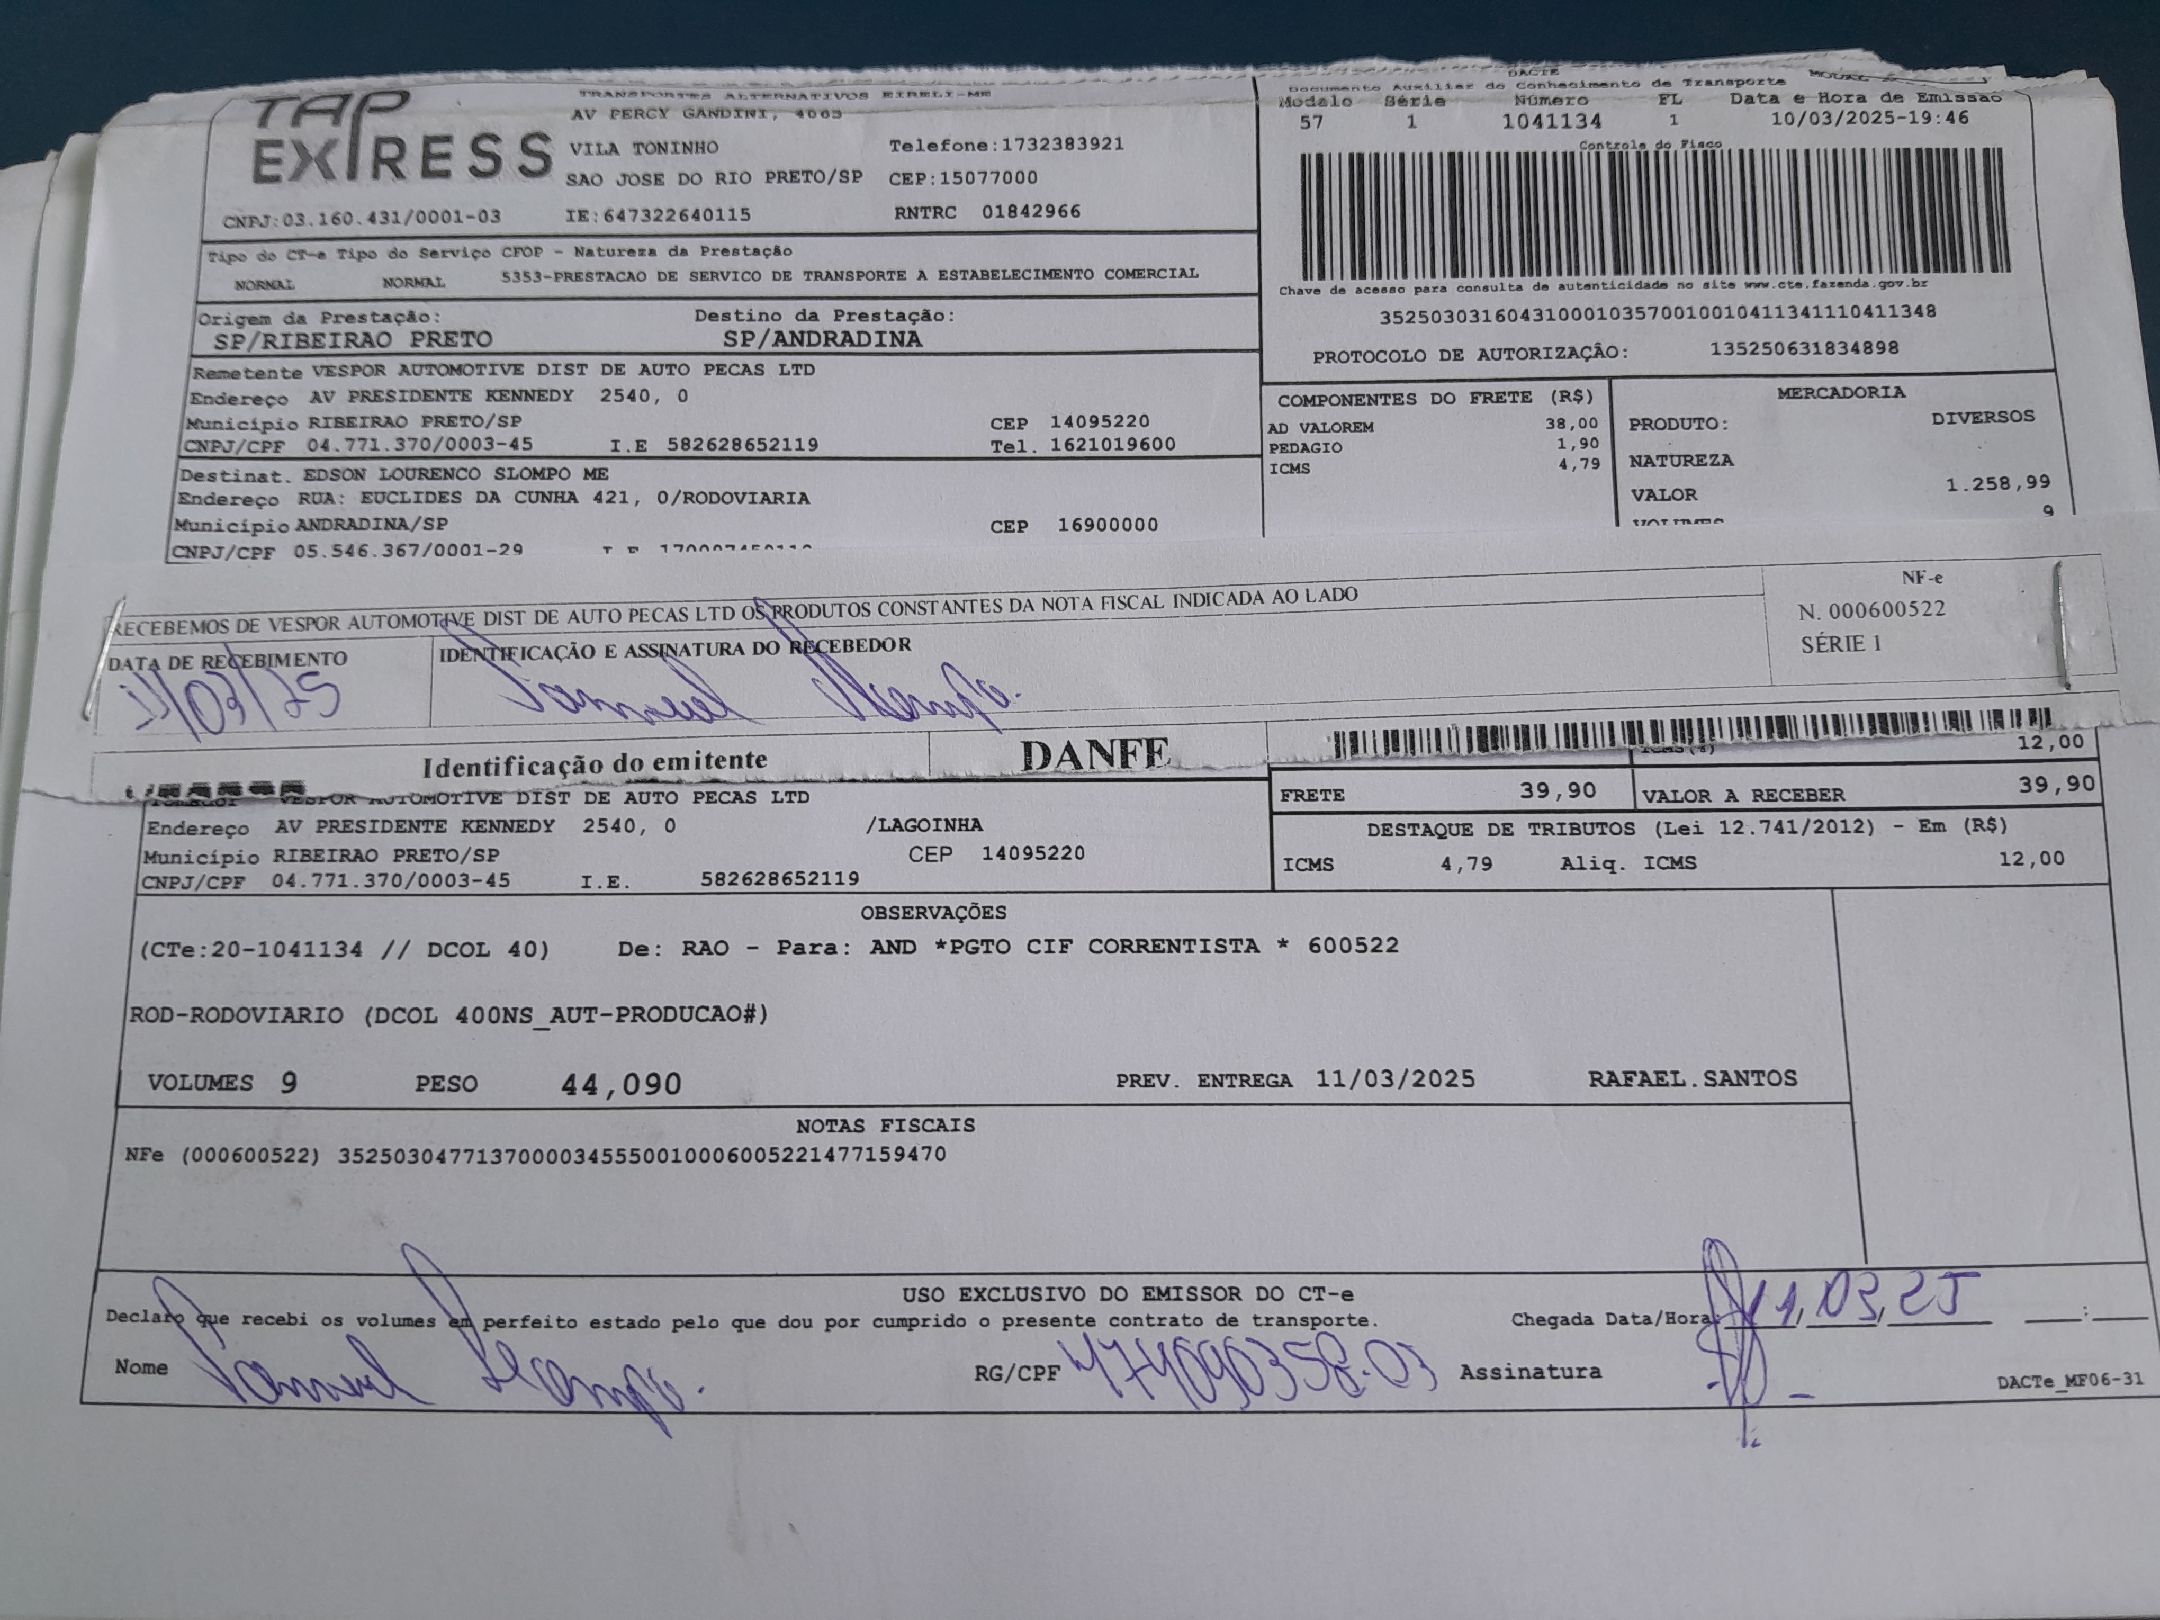 TAP EXPRESS
TRANSPORTES ALTERNATIVOS EIRELI-ME
AV PERCY GANDINI, 4005
VILA TONINHO Telefone:1732383921
SAO JOSE DO RIO PRETO/SP CEP:15077000
CNPJ:03.160.431/0001-03 IE:647322640115 RNTRC 01842966
DACTE
Documento Auxiliar do Conhecimento de Transporte
Modelo Série Número FL Data e Hora de Emissão
57 1 1041134 1 10/03/2025-19:46
Controle do Fisco
Chave de acesso para consulta de autenticidade no site www.cte.fazenda.gov.br
35250303160431000103570010010411341110411348
PROTOCOLO DE AUTORIZAÇÃO: 135250631834898
Tipo do CT-e Tipo do Serviço CFOP - Natureza da Prestação
NORMAL NORMAL 5353-PRESTACAO DE SERVICO DE TRANSPORTE A ESTABELECIMENTO COMERCIAL
Origem da Prestação: Destino da Prestação:
SP/RIBEIRAO PRETO SP/ANDRADINA
Remetente VESPOR AUTOMOTIVE DIST DE AUTO PECAS LTD
Endereço AV PRESIDENTE KENNEDY 2540, 0
Município RIBEIRAO PRETO/SP CEP 14095220
CNPJ/CPF 04.771.370/0003-45 I.E 582628652119 Tel. 1621019600
Destinat. EDSON LOURENCO SLOMPO ME
Endereço RUA: EUCLIDES DA CUNHA 421, 0/RODOVIARIA
Município ANDRADINA/SP CEP 16900000
CNPJ/CPF 05.546.367/0001-29 I.E
COMPONENTES DO FRETE (R$)
AD VALOREM 38,00
PEDAGIO 1,90
ICMS 4,79
MERCADORIA
PRODUTO: DIVERSOS
NATUREZA
VALOR 1.258,99
VOLUMES 9
RECEBEMOS DE VESPOR AUTOMOTIVE DIST DE AUTO PECAS LTD OS PRODUTOS CONSTANTES DA NOTA FISCAL INDICADA AO LADO
NF-e
N. 000600522
SÉRIE 1
DATA DE RECEBIMENTO IDENTIFICAÇÃO E ASSINATURA DO RECEBEDOR
11/03/25 Samuel Slompo.
Identificação do emitente DANFE
ICMS(%) 12,00
VESPOR AUTOMOTIVE DIST DE AUTO PECAS LTD
FRETE 39,90 VALOR A RECEBER 39,90
Endereço AV PRESIDENTE KENNEDY 2540, 0 /LAGOINHA
Município RIBEIRAO PRETO/SP CEP 14095220
CNPJ/CPF 04.771.370/0003-45 I.E. 582628652119
DESTAQUE DE TRIBUTOS (Lei 12.741/2012) - Em (R$)
ICMS 4,79 Aliq. ICMS 12,00
OBSERVAÇÕES
(CTe:20-1041134 // DCOL 40) De: RAO - Para: AND *PGTO CIF CORRENTISTA * 600522
ROD-RODOVIARIO (DCOL 400NS_AUT-PRODUCAO#)
VOLUMES 9 PESO 44,090 PREV. ENTREGA 11/03/2025 RAFAEL.SANTOS
NOTAS FISCAIS
NFe (000600522) 35250304771370000345550010006005221477159470
USO EXCLUSIVO DO EMISSOR DO CT-e
Declaro que recebi os volumes em perfeito estado pelo que dou por cumprido o presente contrato de transporte. Chegada Data/Hora: 11,03,25 :
Nome Samuel Slompo. RG/CPF 474090358-03 Assinatura
DACTe_MF06-31